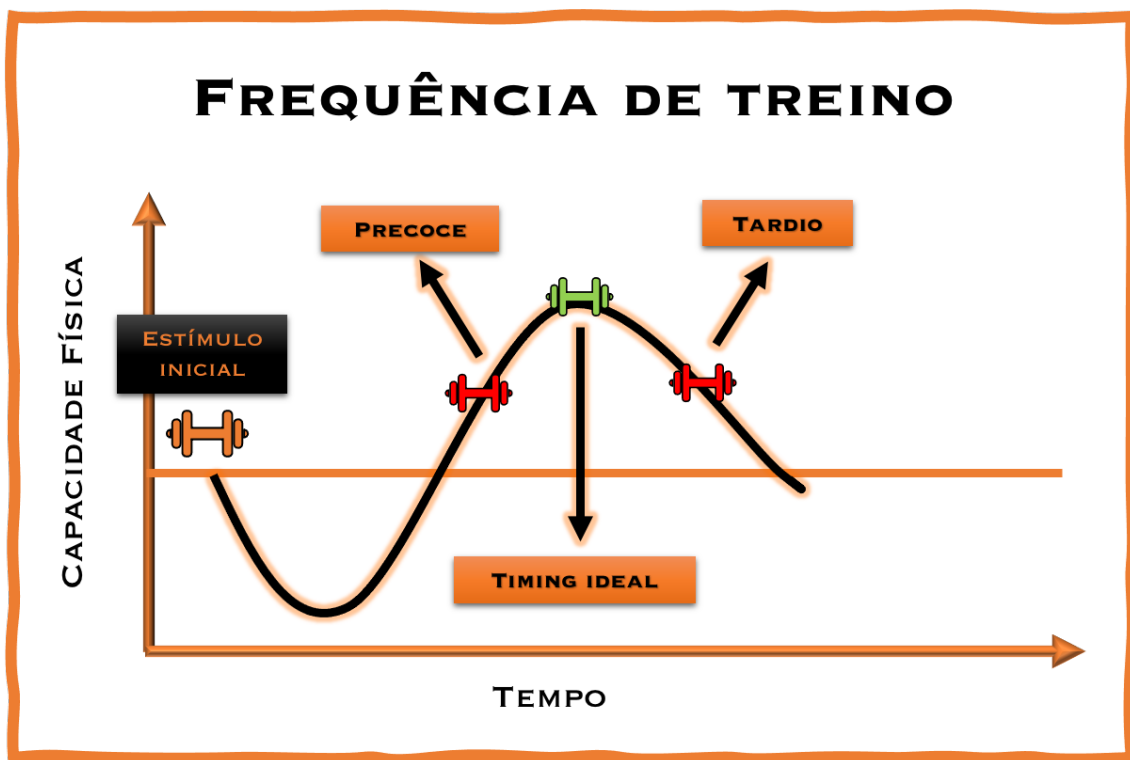 FREQUÊNCIA DE TREINO
PRECOCE
TARDIO
ESTÍMULO
INICIAL
CAPACIDADE FÍSICA
TIMING IDEAL
TEMPO